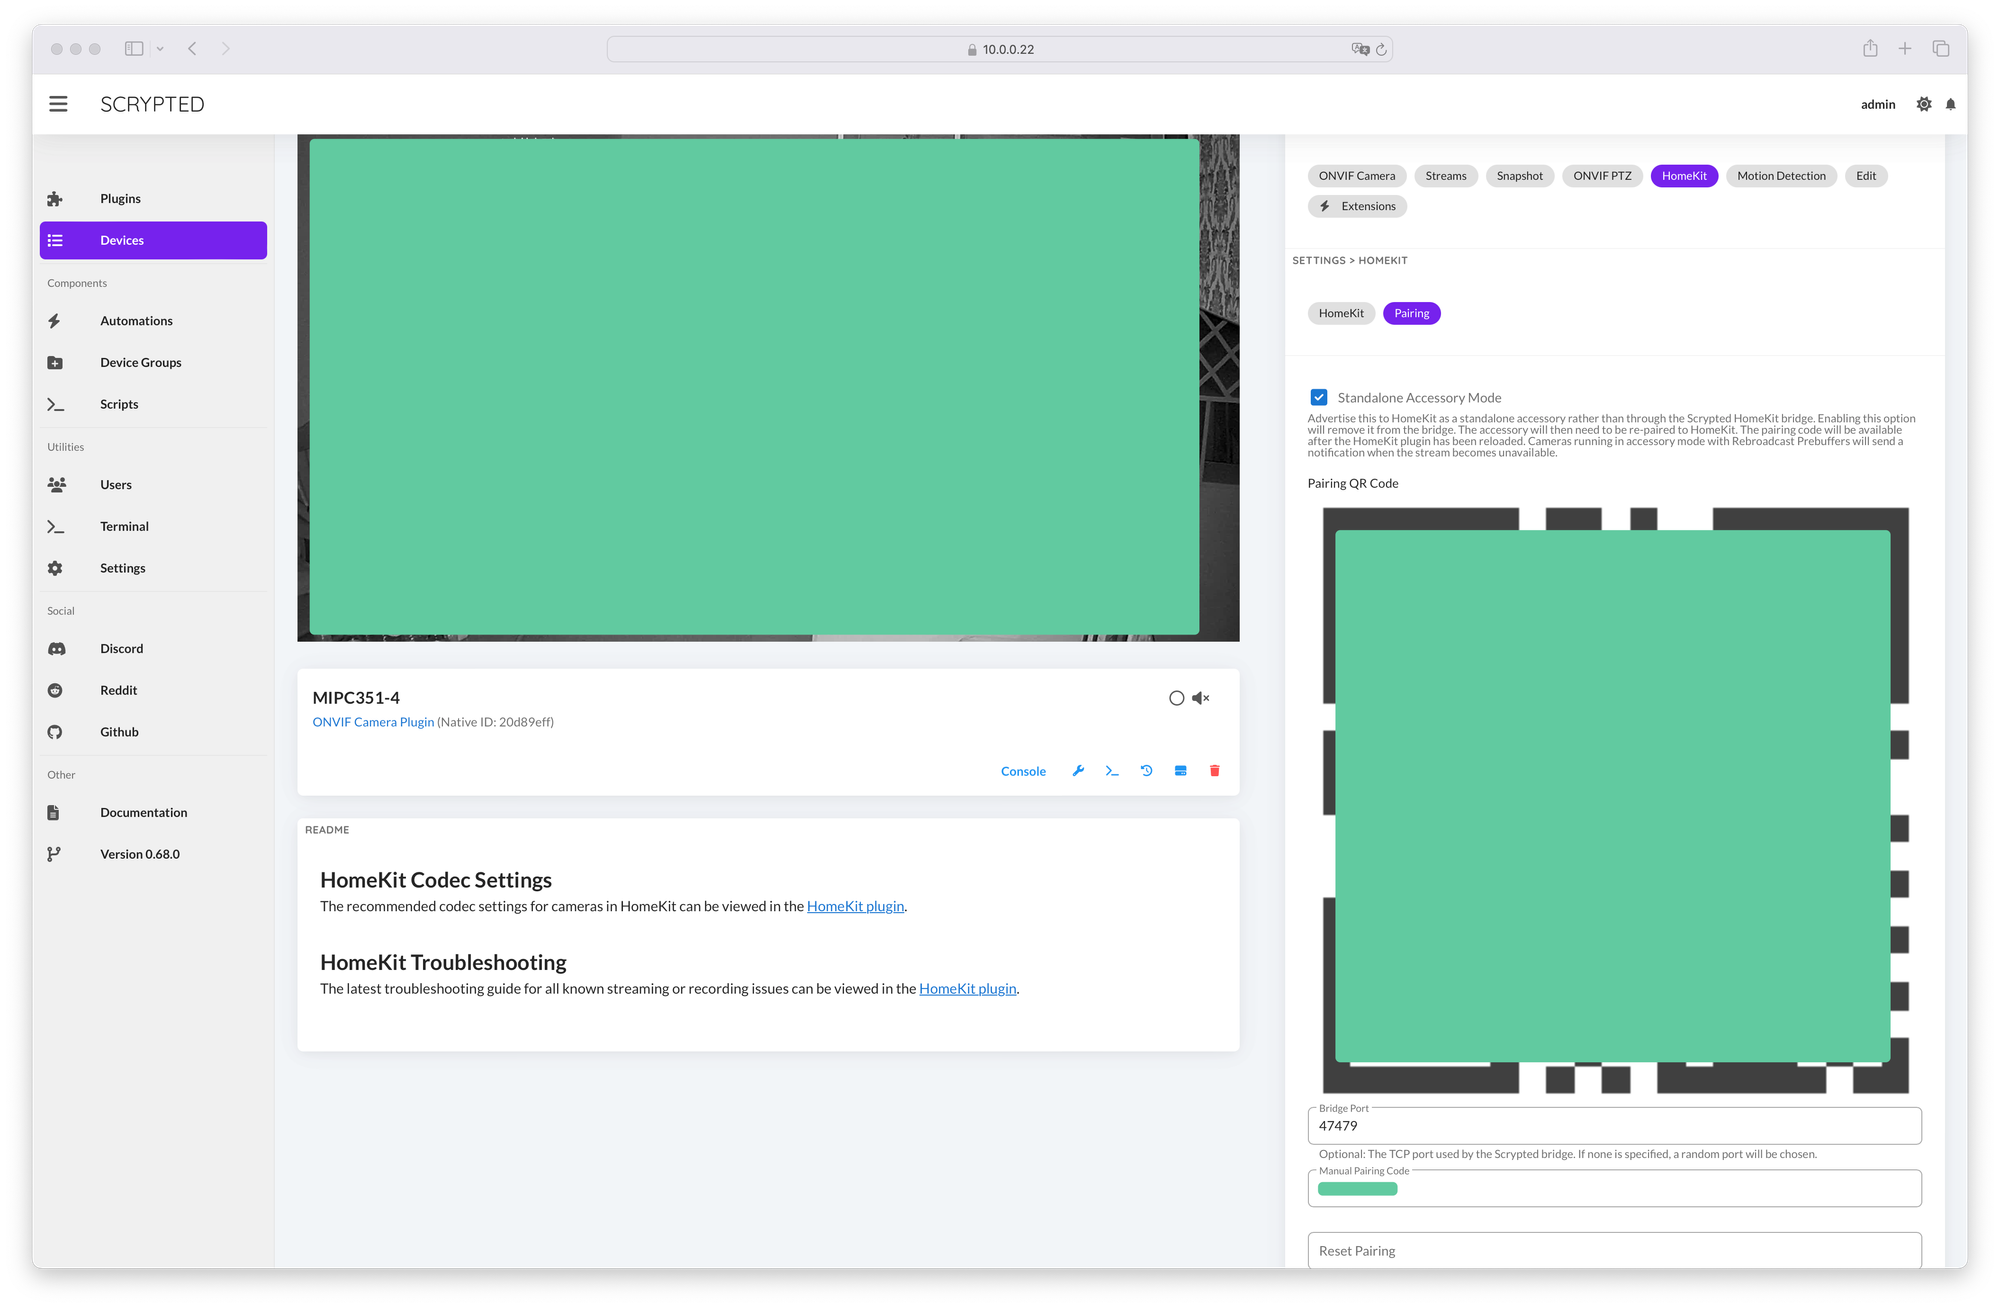 10.0.0.22
SCRYPTED
admin
Plugins
Devices
Components
Automations
Device Groups
Scripts
Utilities
Users
Terminal
Settings
Social
Discord
Reddit
Github
Other
Documentation
Version 0.68.0
MIPC351-4
ONVIF Camera Plugin (Native ID: 20d89eff)
Console
README
HomeKit Codec Settings
The recommended codec settings for cameras in HomeKit can be viewed in the HomeKit plugin.
HomeKit Troubleshooting
The latest troubleshooting guide for all known streaming or recording issues can be viewed in the HomeKit plugin.
ONVIF Camera Streams Snapshot ONVIF PTZ HomeKit Motion Detection Edit
Extensions
SETTINGS > HOMEKIT
HomeKit Pairing
Standalone Accessory Mode
Advertise this to HomeKit as a standalone accessory rather than through the Scrypted HomeKit bridge. Enabling this option
will remove it from the bridge. The accessory will then need to be re-paired to HomeKit. The pairing code will be available
after the HomeKit plugin has been reloaded. Cameras running in accessory mode with Rebroadcast Prebuffers will send a
notification when the stream becomes unavailable.
Pairing QR Code
Bridge Port
47479
Optional: The TCP port used by the Scrypted bridge. If none is specified, a random port will be chosen.
Manual Pairing Code
Reset Pairing